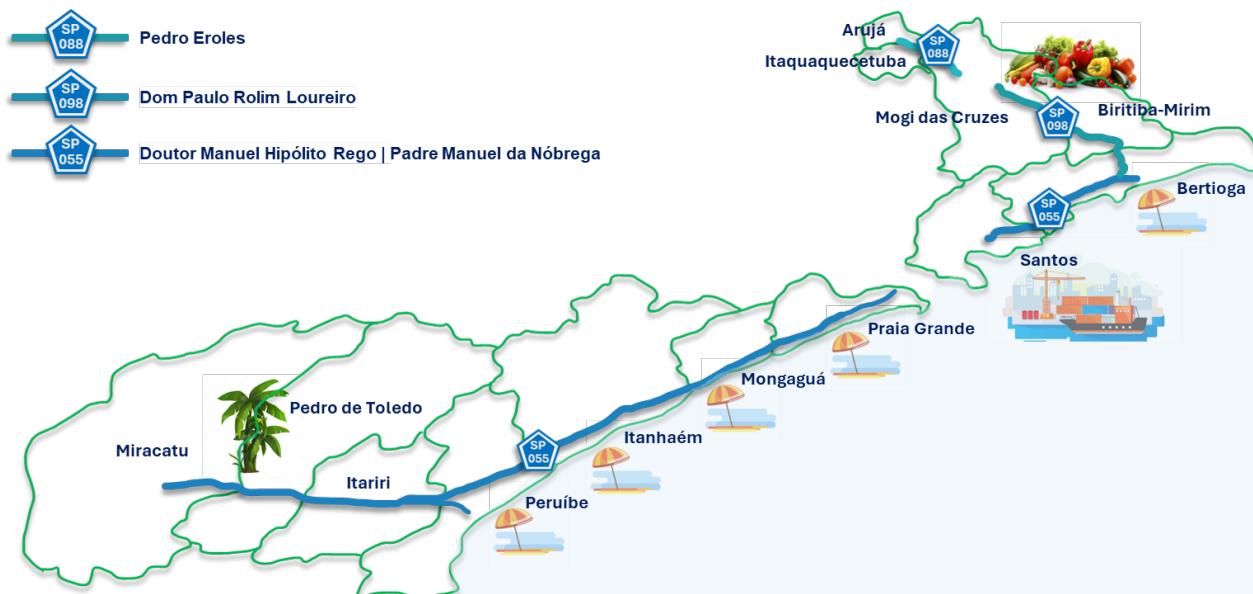 SP
088
Pedro Eroles
SP
098
Dom Paulo Rolim Loureiro
SP
055
Doutor Manuel Hipólito Rego | Padre Manuel da Nóbrega
Arujá
SP
088
Itaquaquecetuba
Mogi das Cruzes
SP
098
Biritiba-Mirim
Bertioga
SP
055
Santos
Praia Grande
Mongaguá
Pedro de Toledo
Itanhaém
Miracatu
SP
055
Itariri
Peruíbe